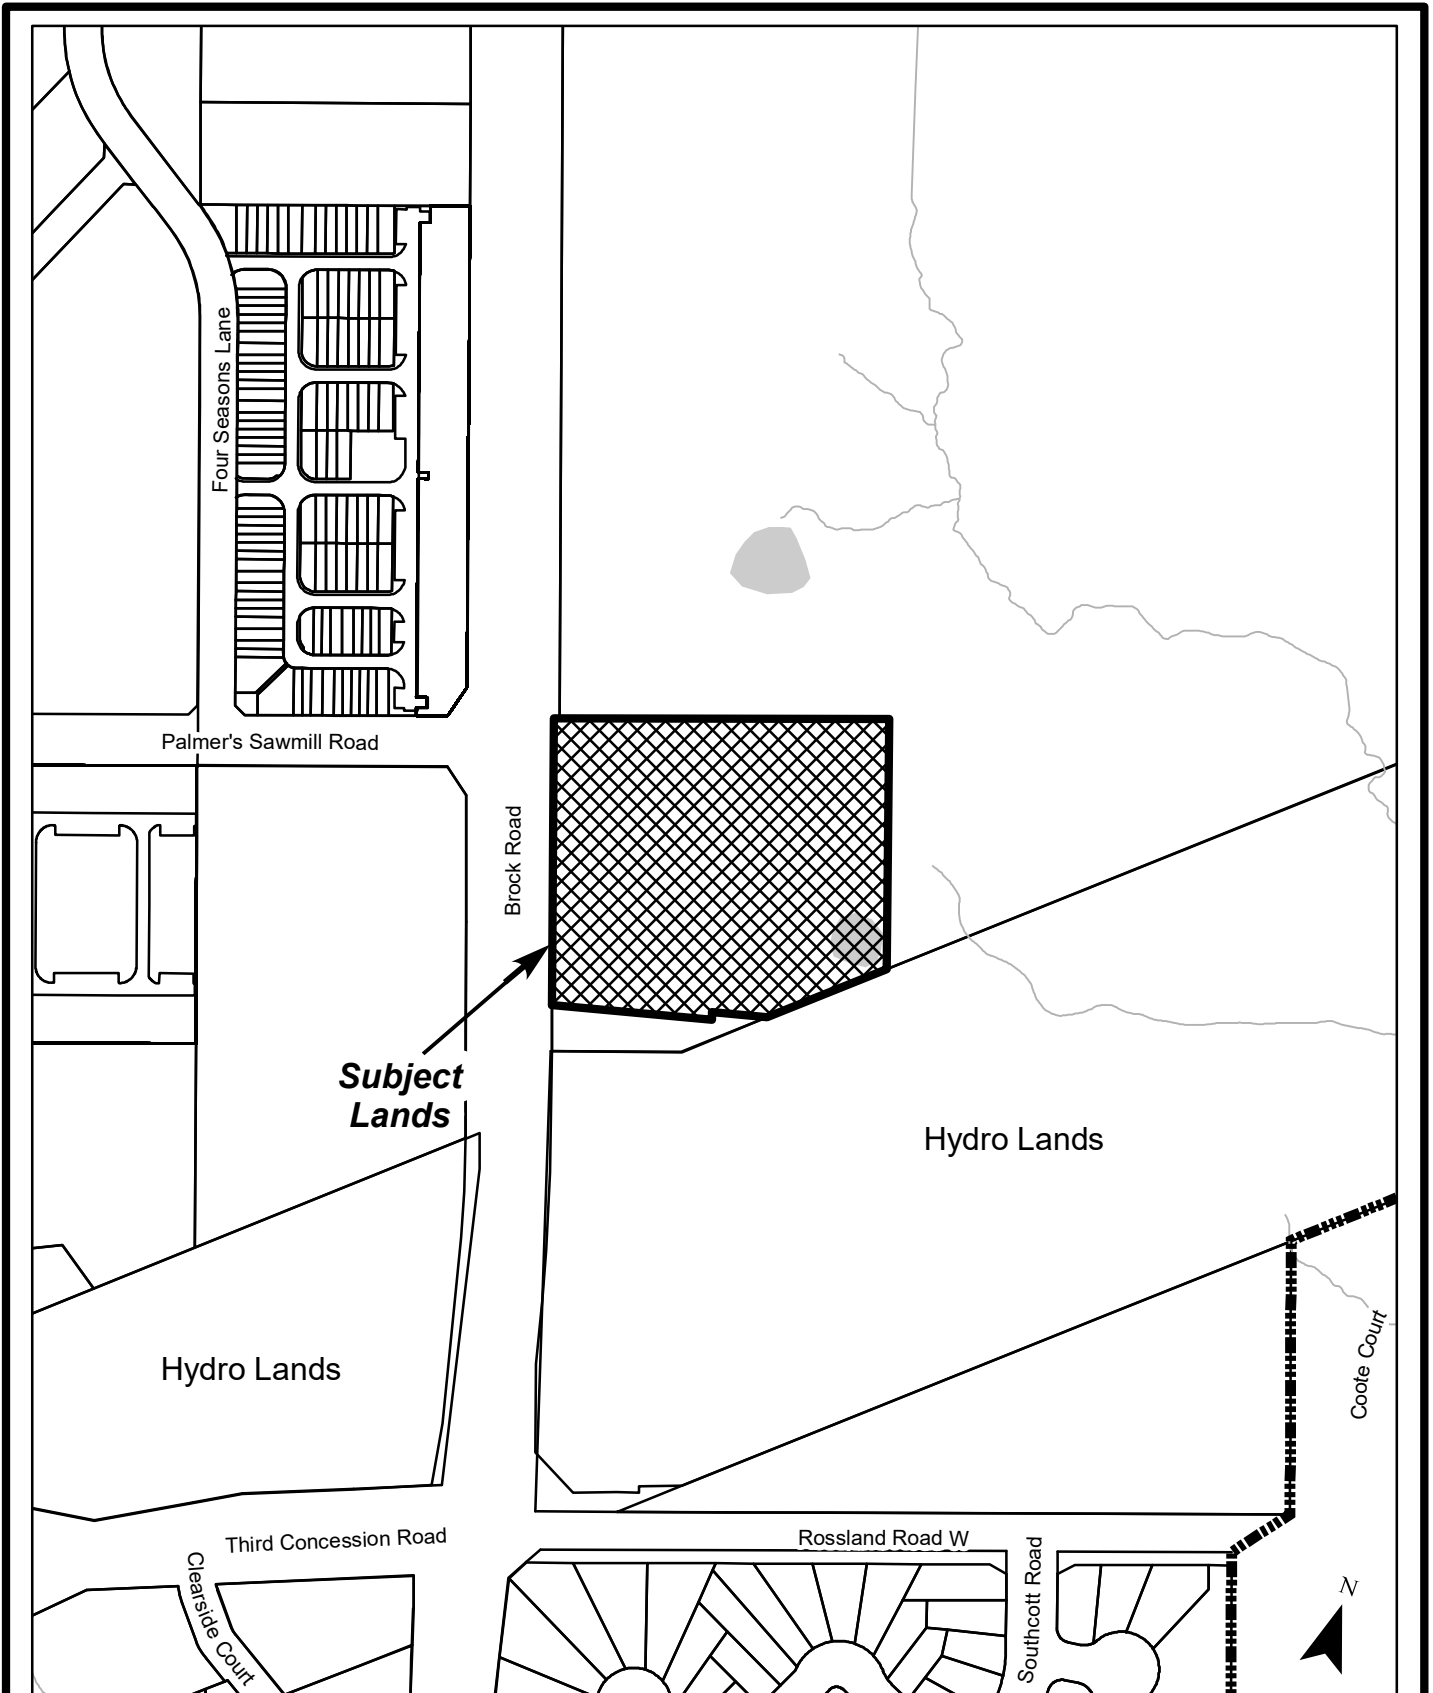 Four Seasons Lane
Palmer's Sawmill Road
Brock Road
Subject
Lands
Hydro Lands
Hydro Lands
Coote Court
Third Concession Road
Rossland Road W
Clearside Court
Southcott Road
N